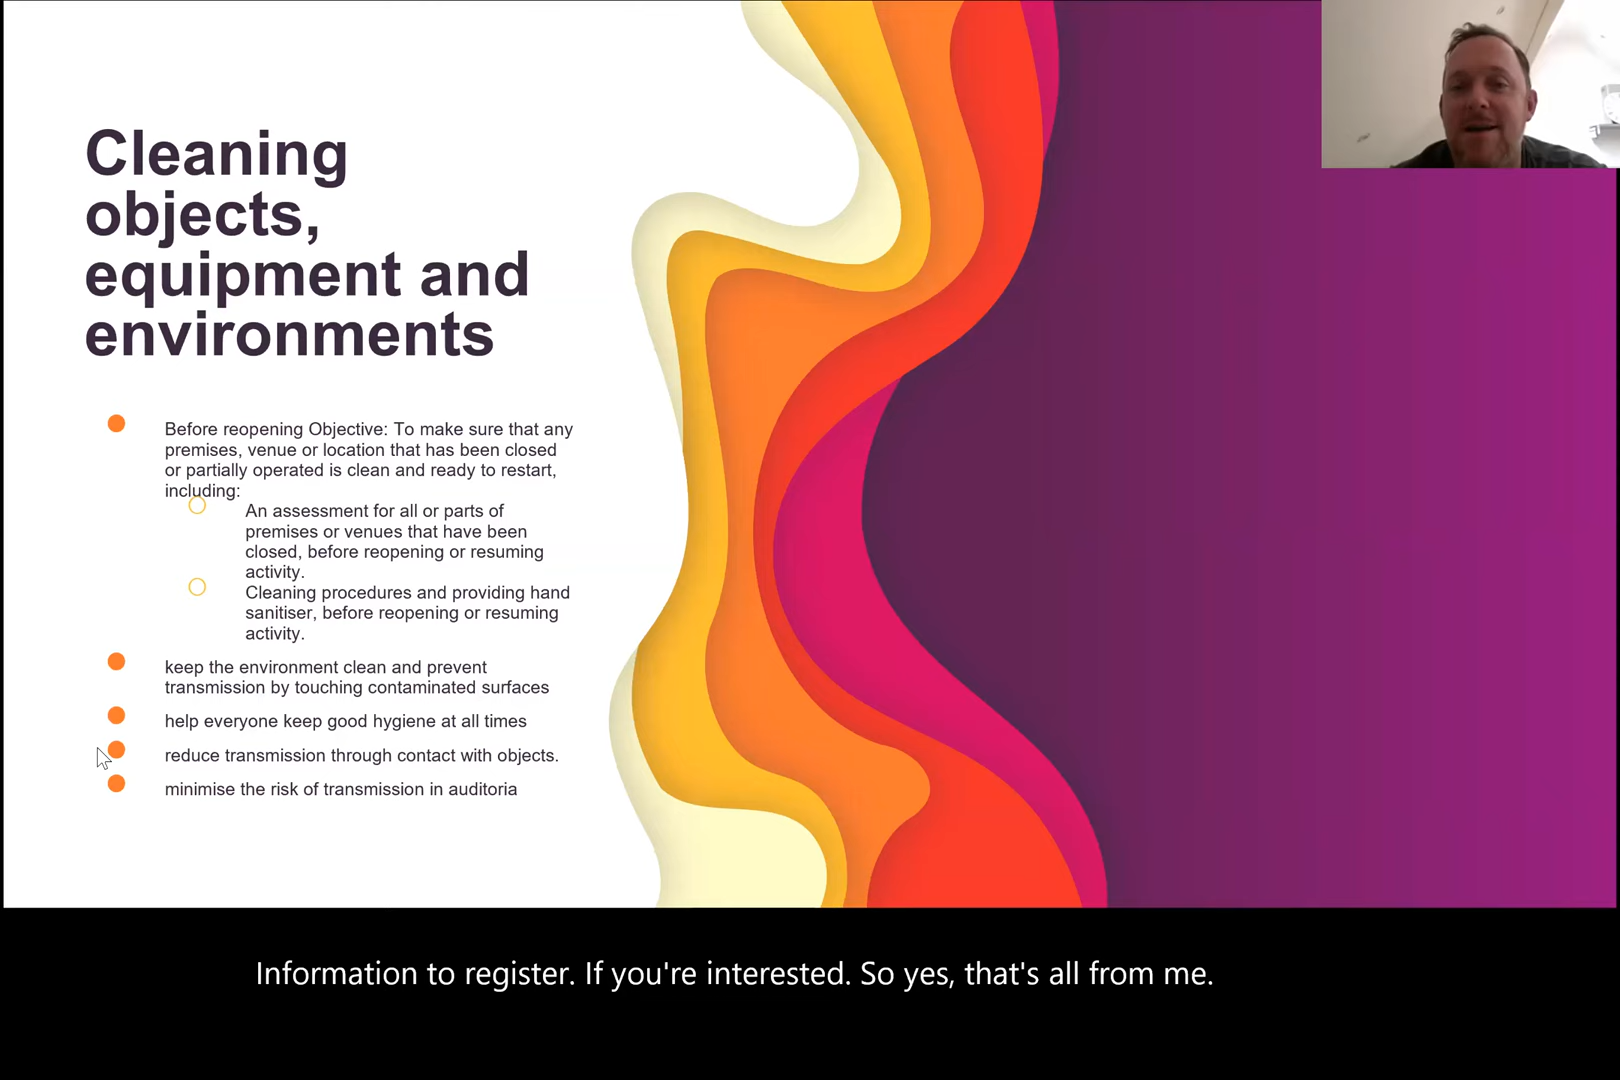 Cleaning
objects,
equipment and
environments
Before reopening Objective: To make sure that any
premises, venue or location that has been closed
or partially operated is clean and ready to restart,
including:
An assessment for all or parts of
premises or venues that have been
closed, before reopening or resuming
activity.
Cleaning procedures and providing hand
sanitiser, before reopening or resuming
activity.
keep the environment clean and prevent
transmission by touching contaminated surfaces
help everyone keep good hygiene at all times
reduce transmission through contact with objects.
minimise the risk of transmission in auditoria
Information to register. If you're interested. So yes, that's all from me.